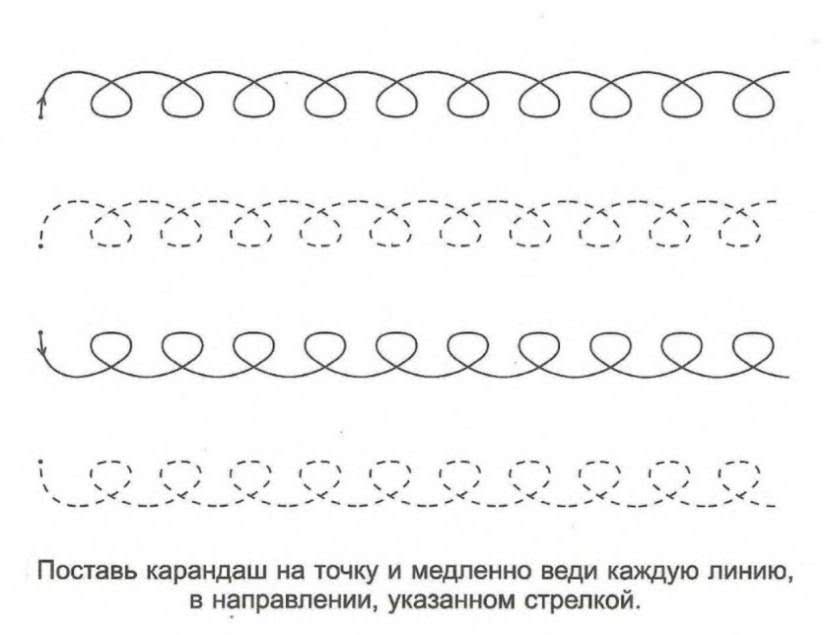 Поставь карандаш на точку и медленно веди каждую линию,
в направлении, указанном стрелкой.